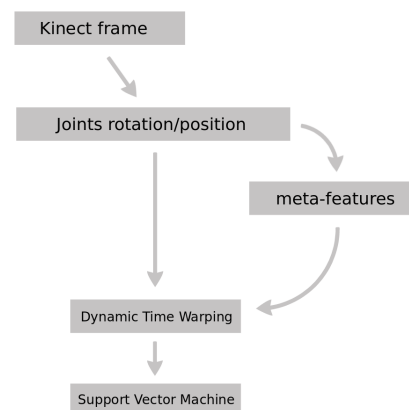 Kinect frame
Joints rotation/position
meta-features
Dynamic Time Warping
Support Vector Machine